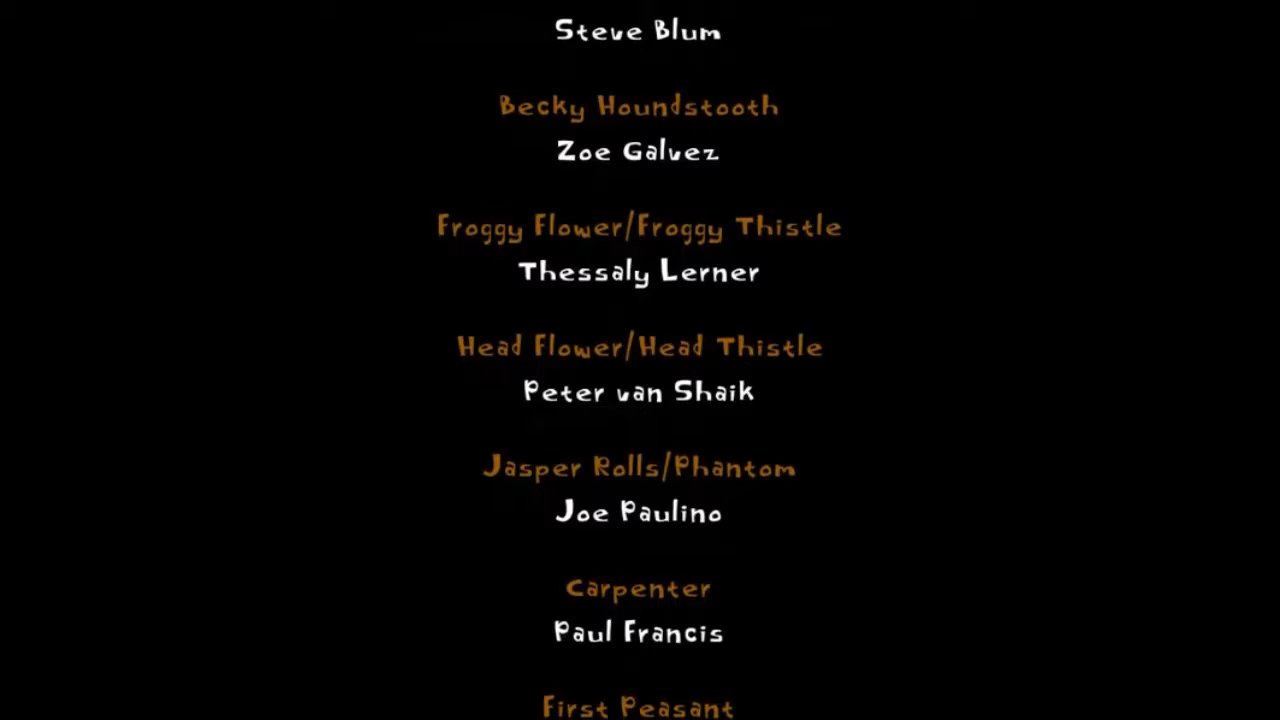 Steve Blum
Becky Houndstooth
Zoe Galvez
Froggy Flower/Froggy Thistle
Thessaly Lerner
Head Flower/Head Thistle
Peter van Shaik
Jasper Rolls/Phantom
Joe Paulino
Carpenter
Paul Francis
First Peasant